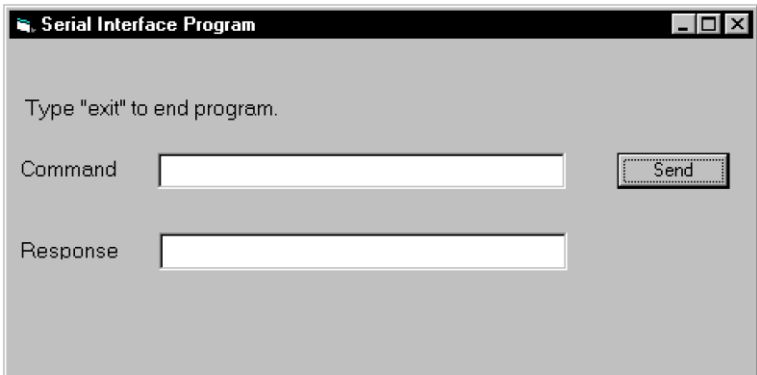 Serial Interface Program
Type "exit" to end program.
Command
Send
Response